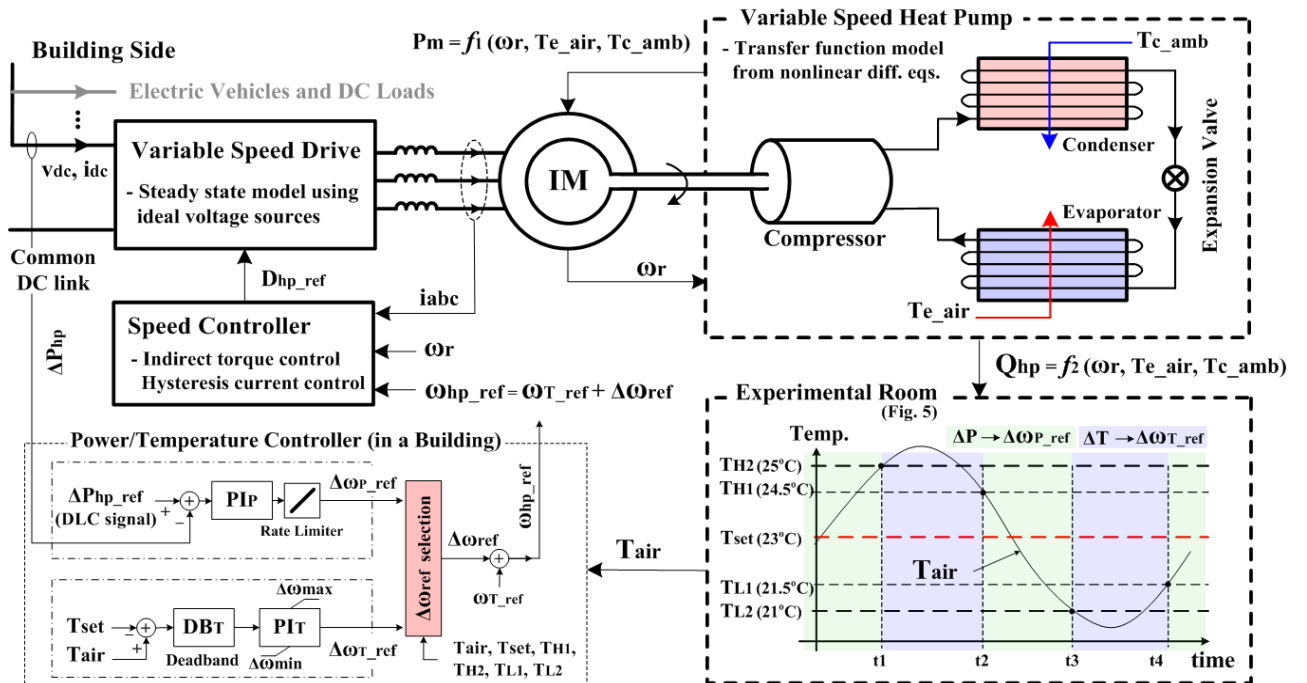 Building Side
Electric Vehicles and DC Loads
vdc, idc
Common
DC link
ΔPhp
Variable Speed Drive
- Steady state model using
ideal voltage sources
Dhp_ref
Speed Controller
- Indirect torque control
Hysteresis current control
iabc
ωr
ωhp_ref = ωT_ref + Δωref
Pm = f1 (ωr, Te_air, Tc_amb)
IM
ωr
Variable Speed Heat Pump
- Transfer function model
from nonlinear diff. eqs.
Tc_amb
Condenser
Expansion Valve
Evaporator
Compressor
Te_air
Qhp = f2 (ωr, Te_air, Tc_amb)
Power/Temperature Controller (in a Building)
ΔPhp_ref
(DLC signal)
+
−
PIP
Rate Limiter
ΔωP_ref
Tset
Tair
−
+
DBT
Deadband
PIT
Δωmax
Δωmin
ΔωT_ref
Δωref selection
Δωref
+
ωT_ref
ωhp_ref
Tair, Tset, TH1,
TH2, TL1, TL2
Tair
Experimental Room
(Fig. 5)
Temp.
ΔP → ΔωP_ref
ΔT → ΔωT_ref
TH2 (25°C)
TH1 (24.5°C)
Tset (23°C)
TL1 (21.5°C)
TL2 (21°C)
Tair
t1
t2
t3
t4
time